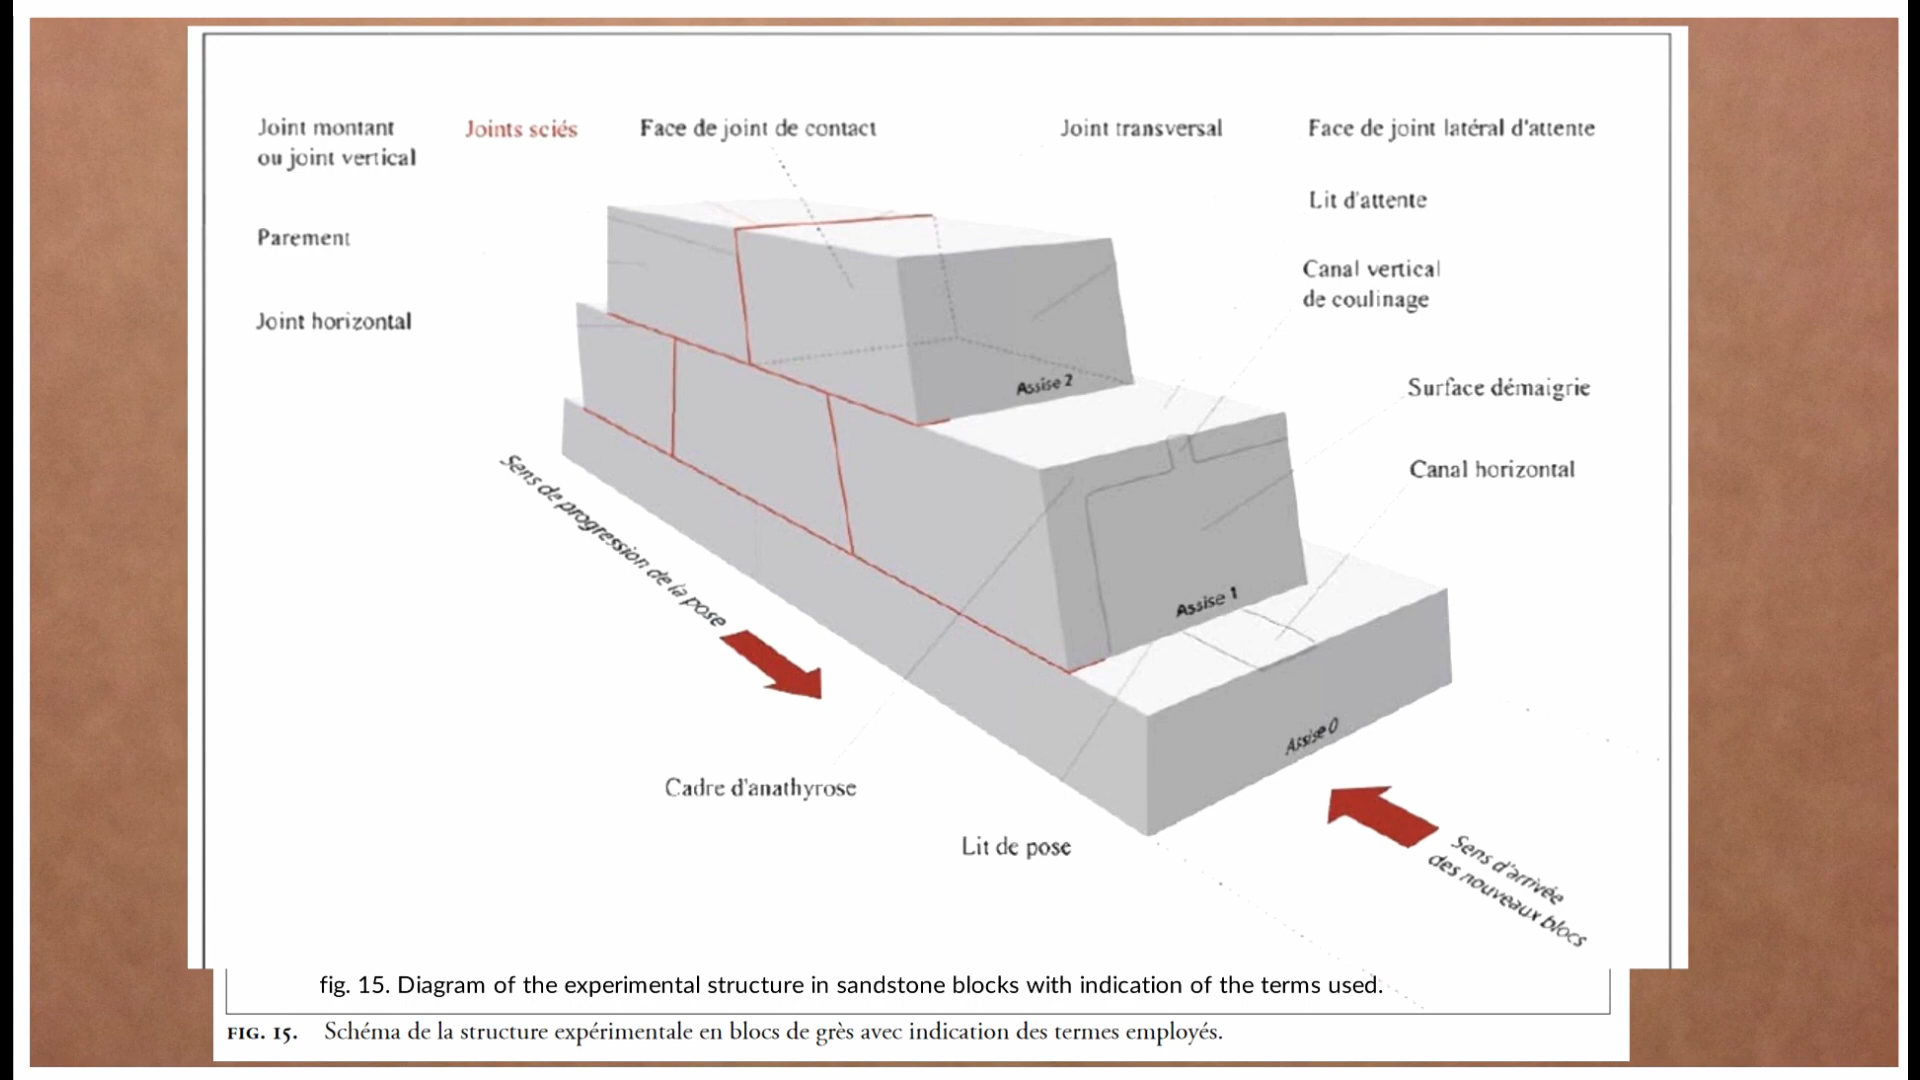 Joint montant
ou joint vertical
Joints sciés
Face de joint de contact
Joint transversal
Face de joint latéral d'attente
Lit d'attente
Parement
Canal vertical
de coulinage
Joint horizontal
Assise 2
Surface démaigrie
Canal horizontal
Sens de progression de la pose
Assise 1
Assise 0
Cadre d'anathyrose
Lit de pose
Sens d'arrivée
des nouveaux blocs
fig. 15. Diagram of the experimental structure in sandstone blocks with indication of the terms used.
FIG. 15. Schéma de la structure expérimentale en blocs de grès avec indication des termes employés.